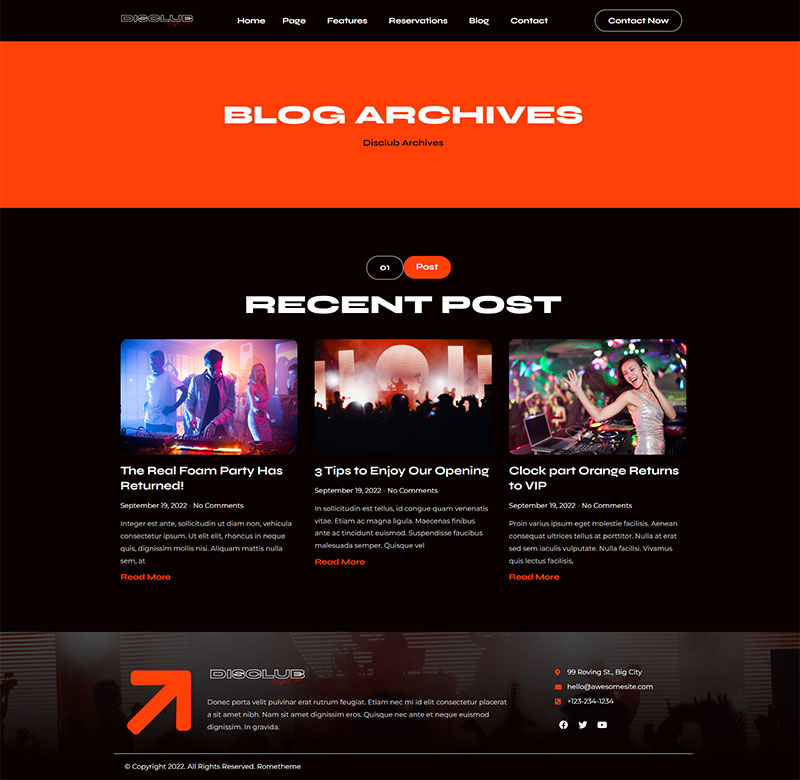 DISCLUB
Home Page Features Reservations Blog Contact Contact Now
BLOG ARCHIVES
Disclub Archives
01 Post
RECENT POST
The Real Foam Party Has
Returned!
September 19, 2022 · No Comments
Integer est ante, sollicitudin ut diam non, vehicula
consectetur ipsum. Ut elit elit, rhoncus in neque
quis, dignissim mollis nisi. Aliquam mattis nulla
sem, at
Read More
3 Tips to Enjoy Our Opening
September 19, 2022 · No Comments
In sollicitudin est tellus, id congue quam venenatis
vitae. Etiam ac magna ligula. Maecenas finibus
ante ac tincidunt euismod. Suspendisse faucibus
malesuada semper. Quisque vel
Read More
Clock part Orange Returns
to VIP
September 19, 2022 · No Comments
Proin varius ipsum eget molestie facilisis. Aenean
consequat ultrices tellus at porttitor. Nulla at erat
sed sem iaculis vulputate. Nulla facilisi. Vivamus
quis lectus facilisis,
Read More
DISCLUB
Donec porta velit pulvinar erat rutrum feugiat. Etiam nec mi id elit consectetur placerat
a sit amet nibh. Nam sit amet dignissim eros. Quisque nec ante et neque euismod
dignissim. In gravida.
99 Roving St., Big City
hello@awesomesite.com
+123-234-1234
© Copyright 2022. All Rights Reserved. Rometheme